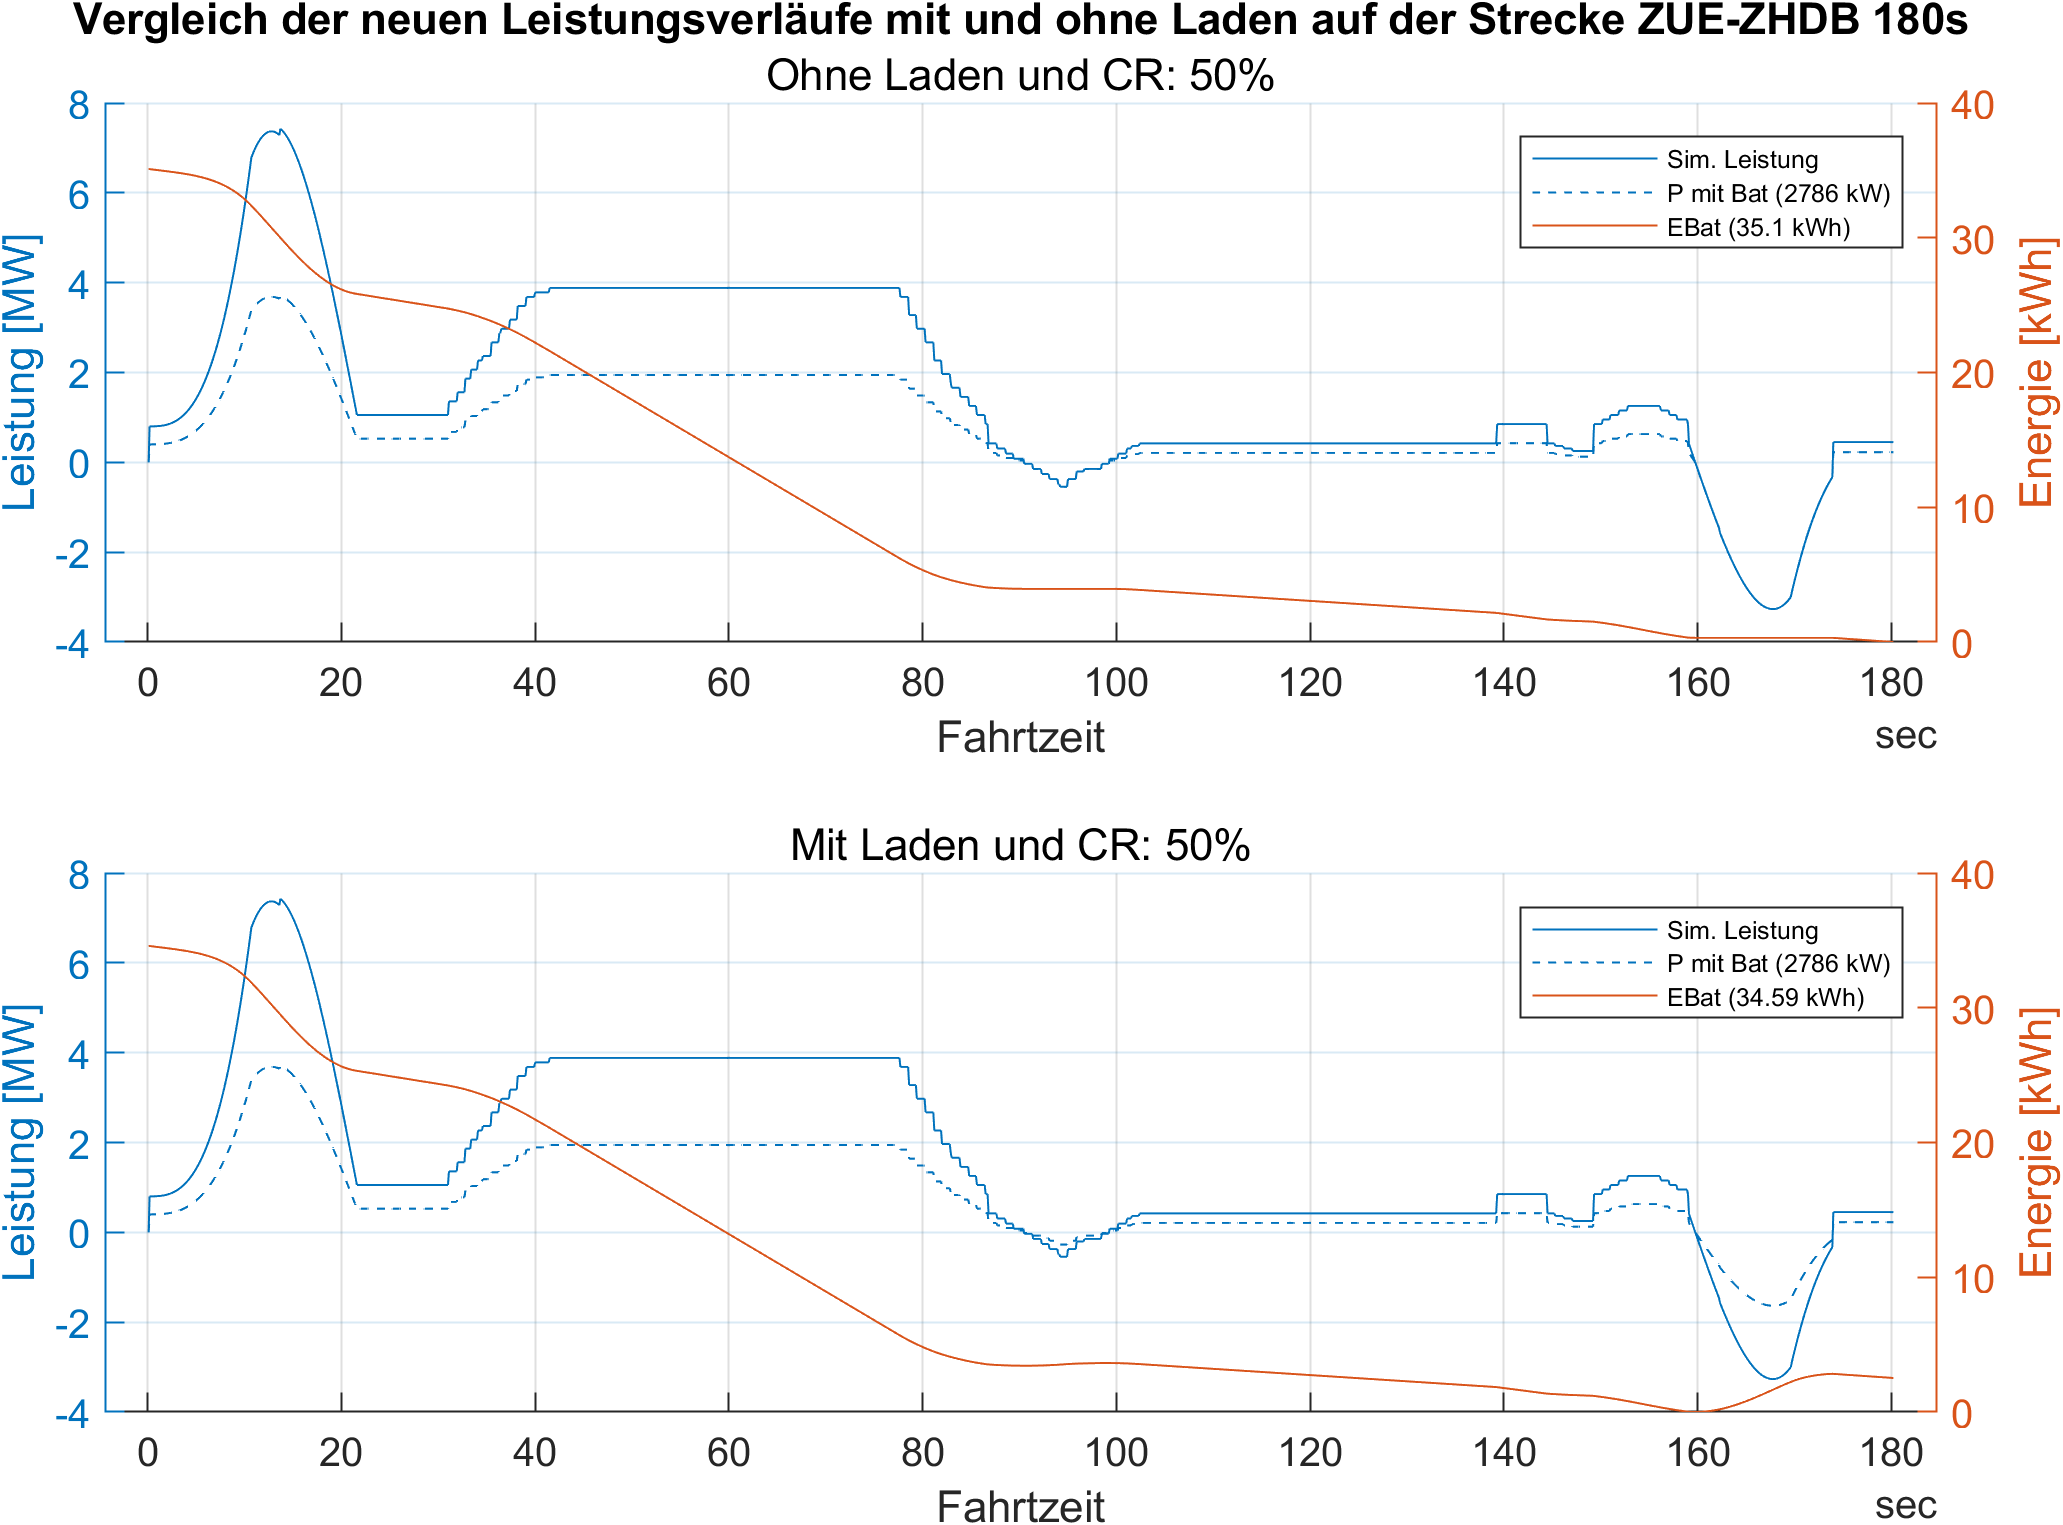 Vergleich der neuen Leistungsverläufe mit und ohne Laden auf der Strecke ZUE-ZHDB 180s
Ohne Laden und CR: 50%
Leistung [MW]
8
6
4
2
0
-2
-4
Energie [kWh]
40
30
20
10
0
Sim. Leistung
P mit Bat (2786 kW)
EBat (35.1 kWh)
0 20 40 60 80 100 120 140 160 180
Fahrtzeit
sec
Mit Laden und CR: 50%
Leistung [MW]
8
6
4
2
0
-2
-4
Energie [kWh]
40
30
20
10
0
Sim. Leistung
P mit Bat (2786 kW)
EBat (34.59 kWh)
0 20 40 60 80 100 120 140 160 180
Fahrtzeit
sec